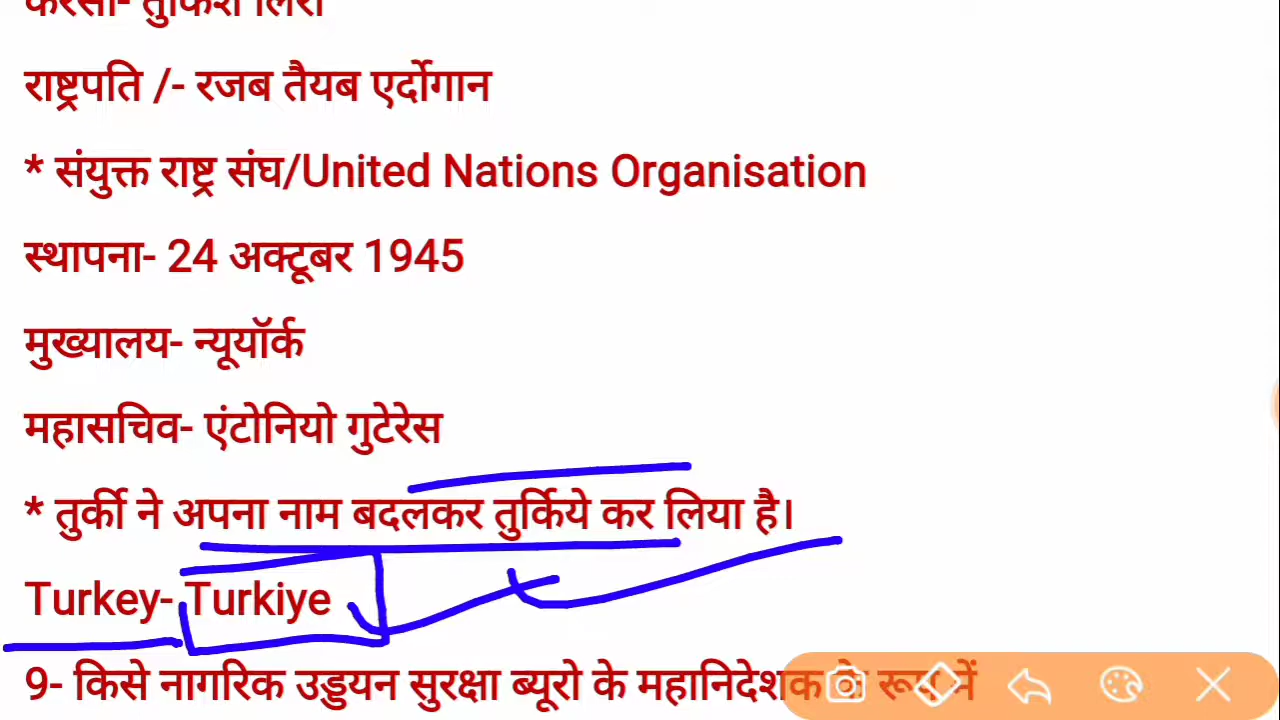 करेंसी- तुर्किश लिरा
राष्ट्रपति /- रजब तैयब एर्दोगान
* संयुक्त राष्ट्र संघ/United Nations Organisation
स्थापना- 24 अक्टूबर 1945
मुख्यालय- न्यूयॉर्क
महासचिव- एंटोनियो गुटेरेस
* तुर्की ने अपना नाम बदलकर तुर्किये कर लिया है।
Turkey- Turkiye
9- किसे नागरिक उड्डयन सुरक्षा ब्यूरो के महानिदेशक के रूप में